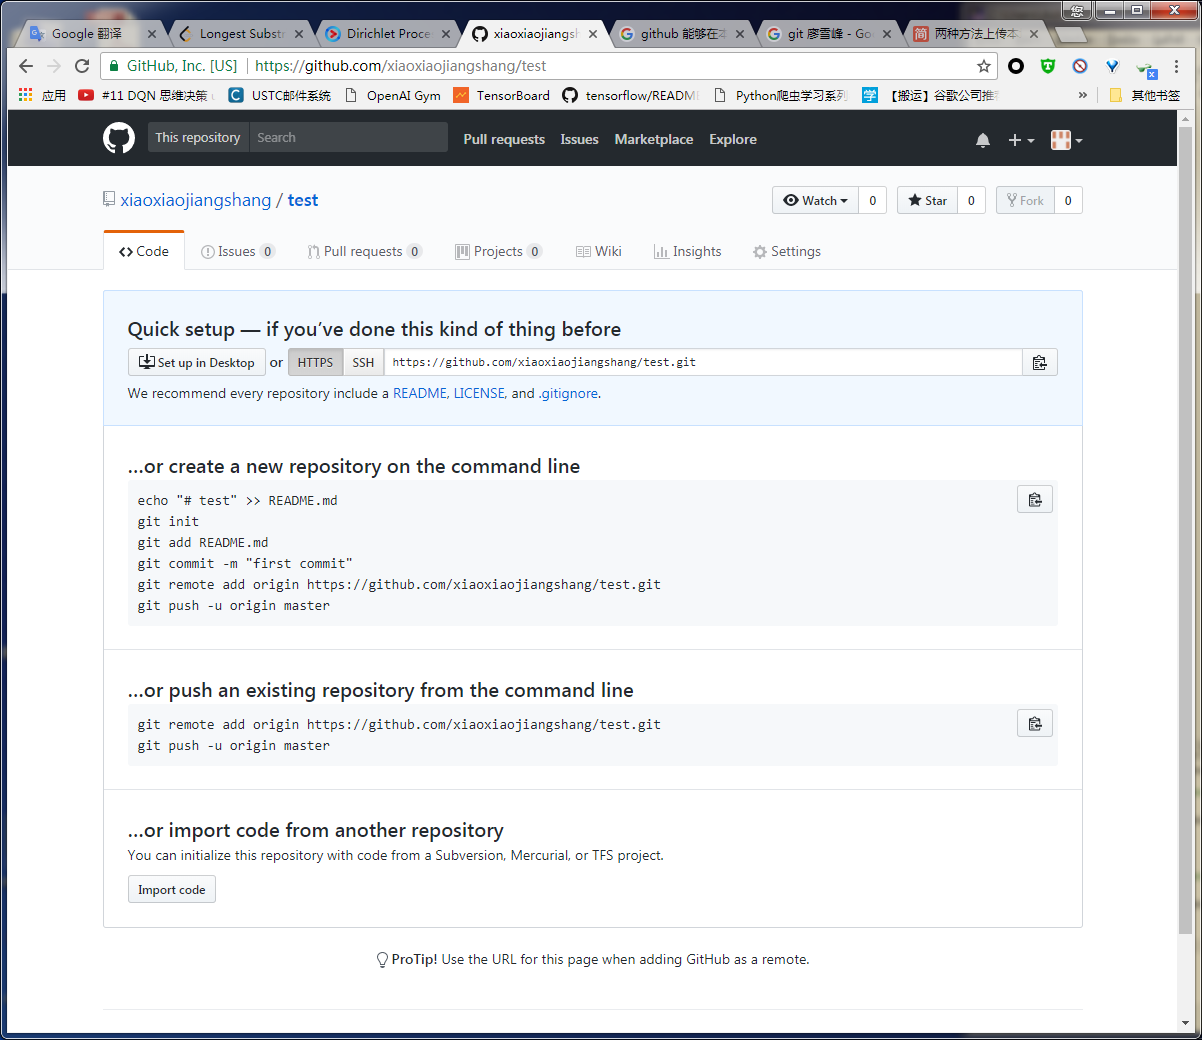 您
Google 翻译
Longest Substr
Dirichlet Proce
xiaoxiaojiangsh
github 能够在本
git 廖雪峰 - Goo
简 两种方法上传本
GitHub, Inc. [US] https://github.com/xiaoxiaojiangshang/test
应用
#11 DQN 思维决策
C USTC邮件系统
OpenAI Gym
TensorBoard
tensorflow/README
Python爬虫学习系列
学 【搬运】谷歌公司推
» 其他书签
This repository Search
Pull requests Issues Marketplace Explore
xiaoxiaojiangshang / test
Watch 0 Star 0 Fork 0
Code Issues 0 Pull requests 0 Projects 0 Wiki Insights Settings
Quick setup — if you’ve done this kind of thing before
Set up in Desktop or HTTPS SSH https://github.com/xiaoxiaojiangshang/test.git
We recommend every repository include a README, LICENSE, and .gitignore.
…or create a new repository on the command line
echo "# test" >> README.md
git init
git add README.md
git commit -m "first commit"
git remote add origin https://github.com/xiaoxiaojiangshang/test.git
git push -u origin master
…or push an existing repository from the command line
git remote add origin https://github.com/xiaoxiaojiangshang/test.git
git push -u origin master
…or import code from another repository
You can initialize this repository with code from a Subversion, Mercurial, or TFS project.
Import code
ProTip! Use the URL for this page when adding GitHub as a remote.